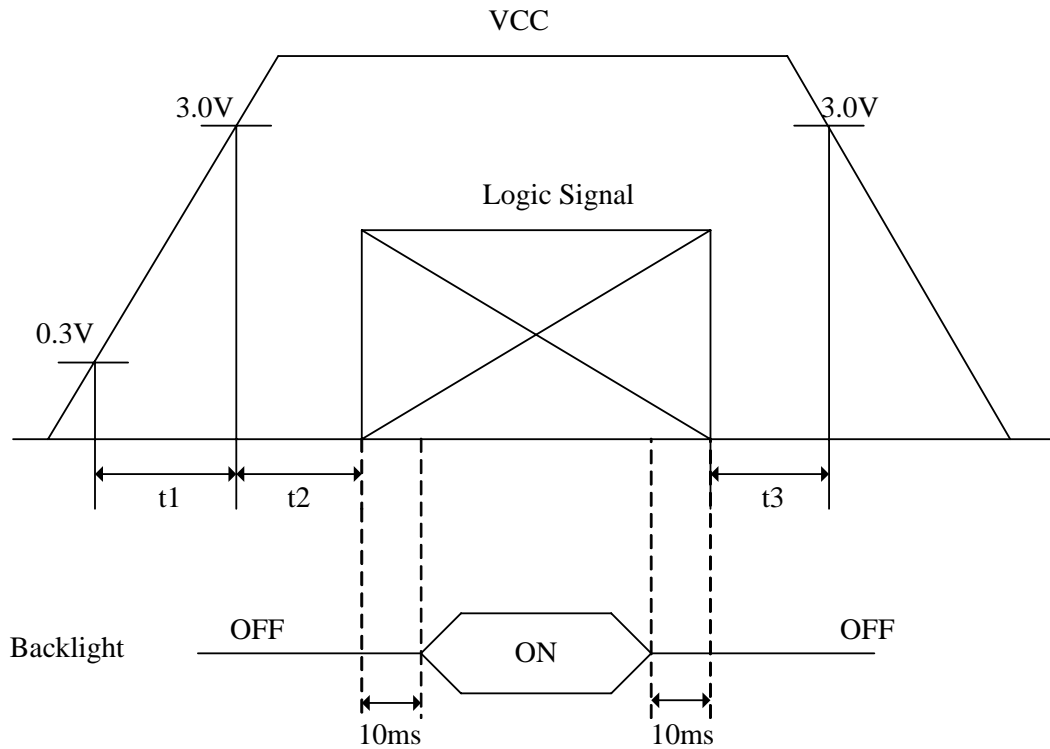 VCC
3.0V
3.0V
Logic Signal
0.3V
t1
t2
t3
OFF
OFF
Backlight
ON
10ms
10ms